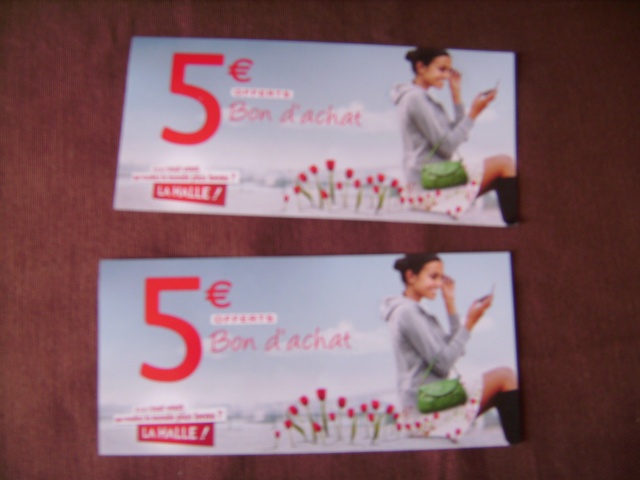 5€
OFFERTS
Bon d'achat
LA HALLE!
5€
OFFERTS
Bon d'achat
LA HALLE!